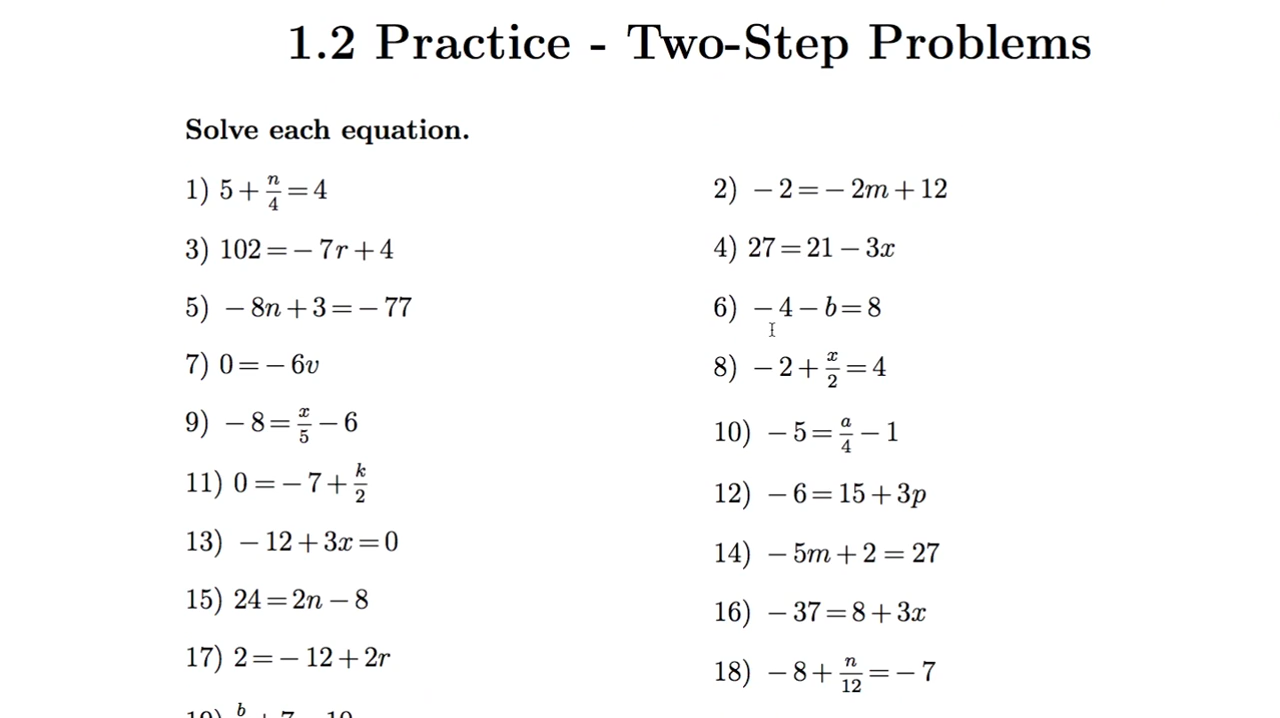 1.2 Practice - Two-Step Problems
Solve each equation.
1) 5 + n/4 = 4
2) − 2 = − 2m + 12
3) 102 = − 7r + 4
4) 27 = 21 − 3x
5) − 8n + 3 = − 77
6) − 4 − b = 8
7) 0 = − 6v
8) − 2 + x/2 = 4
9) − 8 = x/5 − 6
10) − 5 = a/4 − 1
11) 0 = − 7 + k/2
12) − 6 = 15 + 3p
13) − 12 + 3x = 0
14) − 5m + 2 = 27
15) 24 = 2n − 8
16) − 37 = 8 + 3x
17) 2 = − 12 + 2r
18) − 8 + n/12 = − 7